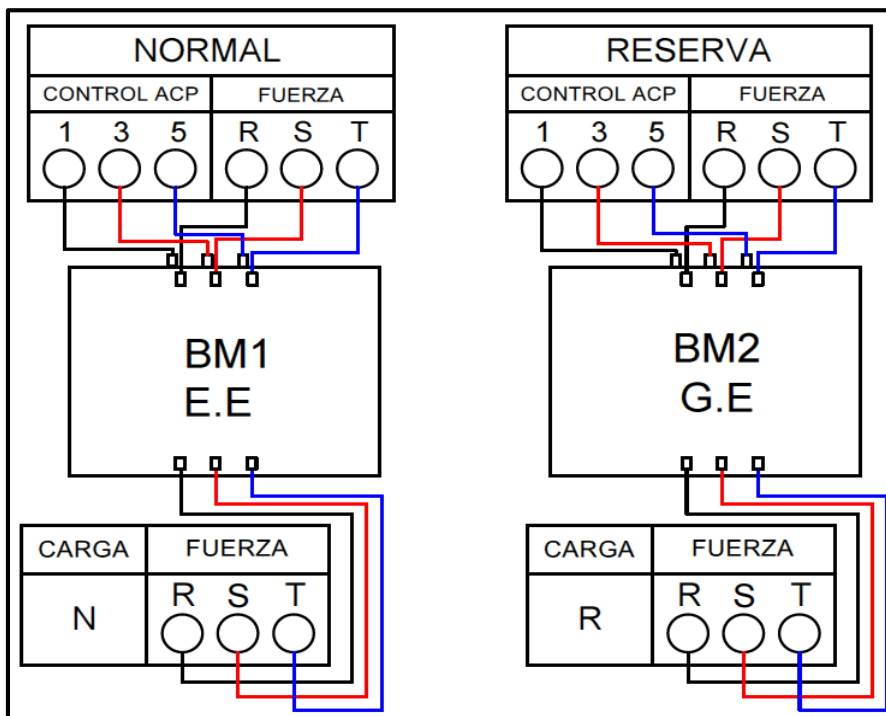 NORMAL
CONTROL ACP FUERZA
1 3 5 R S T
BM1
E.E
CARGA FUERZA
N R S T
RESERVA
CONTROL ACP FUERZA
1 3 5 R S T
BM2
G.E
CARGA FUERZA
R R S T